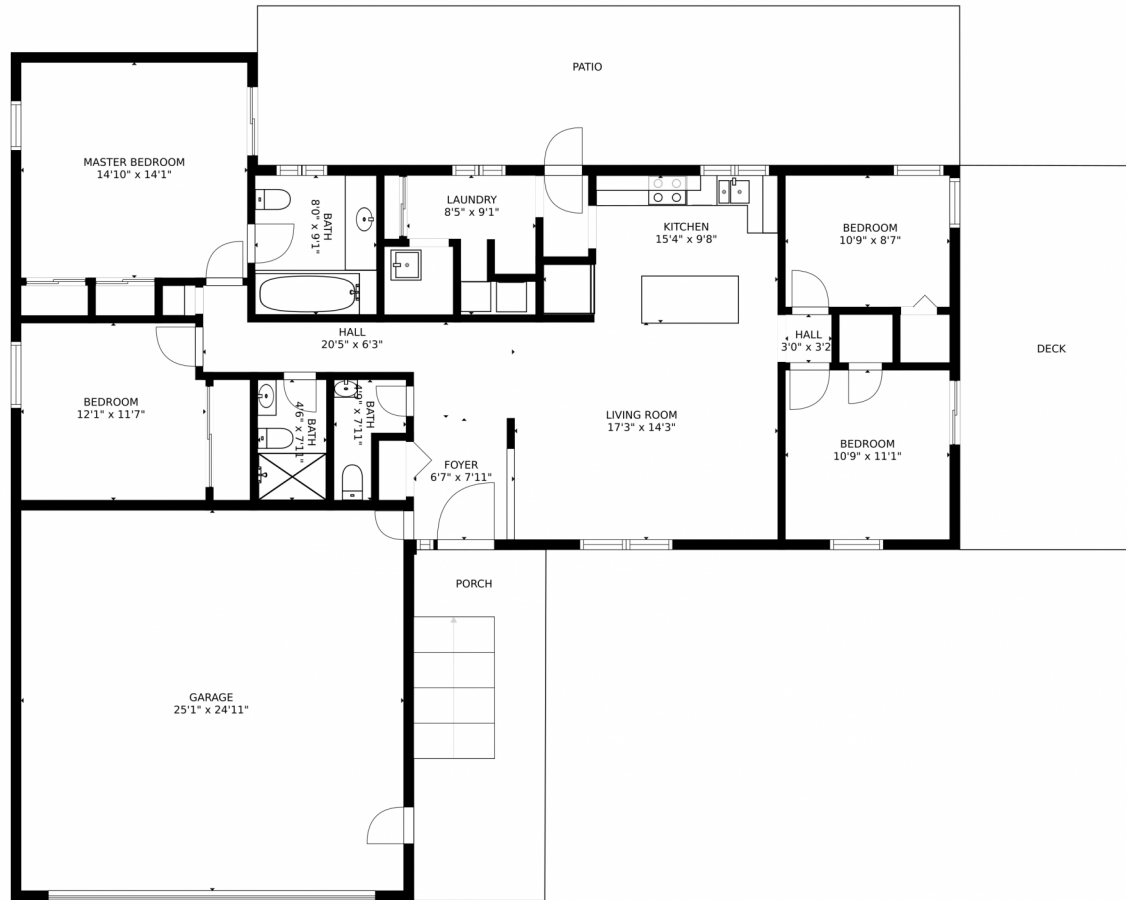 PATIO
MASTER BEDROOM
14'10" x 14'1"
BATH
8'0" x 9'1"
LAUNDRY
8'5" x 9'1"
KITCHEN
15'4" x 9'8"
BEDROOM
10'9" x 8'7"
HALL
20'5" x 6'3"
HALL
3'0" x 3'2
DECK
BEDROOM
12'1" x 11'7"
BATH
4'6" x 7'11"
BATH
4'9" x 7'11"
LIVING ROOM
17'3" x 14'3"
BEDROOM
10'9" x 11'1"
FOYER
6'7" x 7'11"
PORCH
GARAGE
25'1" x 24'11"